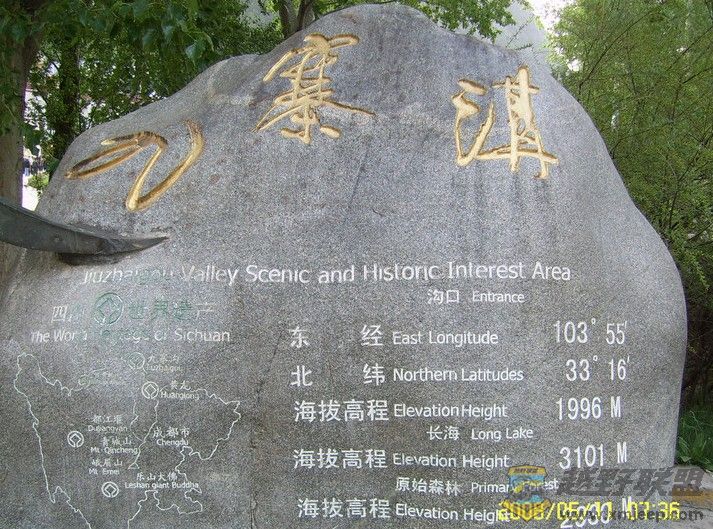 九寨溝
Jiuzhaigou Valley Scenic and Historic Interest Area
沟口 Entrance
四川世界遗产
The World Heritage of Sichuan
东 经 East Longitude 103°55′
北 纬 Northern Latitudes 33°16′
海拔高程 Elevation Height 1996 M
长海 Long Lake
海拔高程 Elevation Height 3101 M
原始森林 Primary Forest
海拔高程 Elevation Height
九寨沟
Jiuzhaigou
黄龙
Huanglong
都江堰
Dujiangyan
青城山
Mt·Qincheng
成都市
Chengdu
峨眉山
Mt·Emei
乐山大佛
Leshan giant Buddha
越野联盟